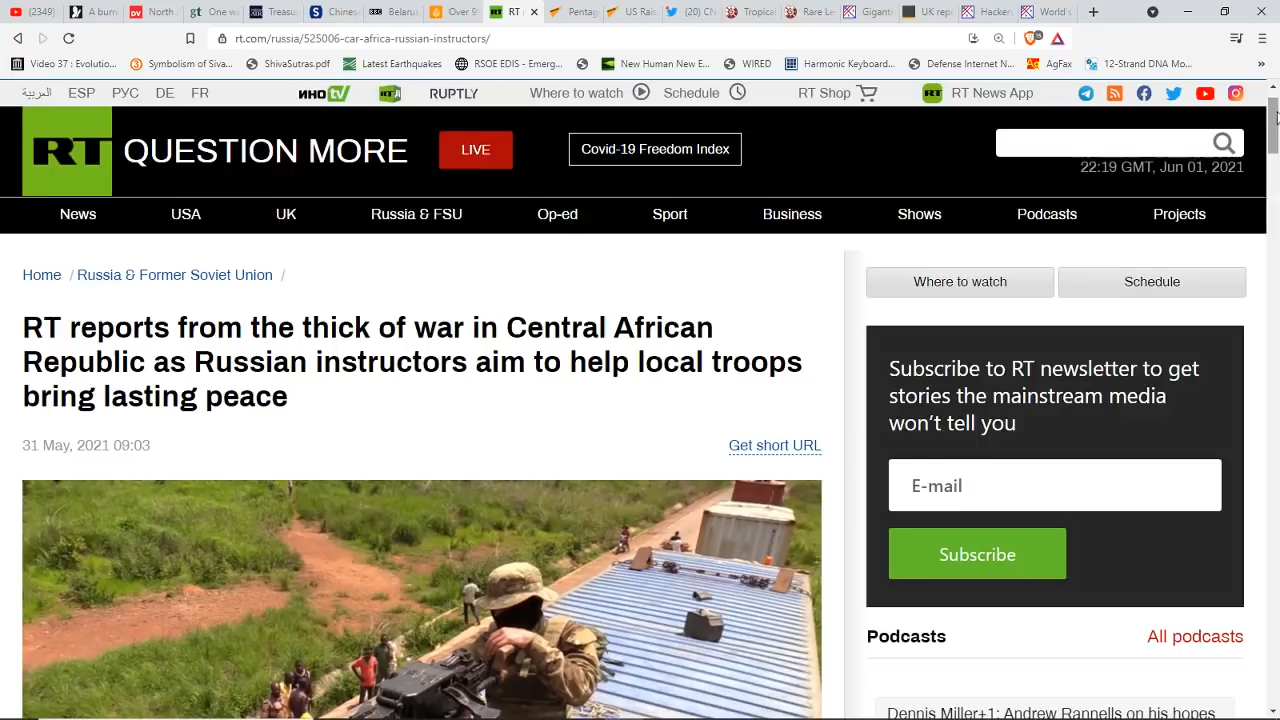 (2349)
A burn
North
One w
Treasu
Chines
Belaru
Over 9
RT r
Pentag
US Rais
(20) Ch
Tropical
Rare Le
Giganti
UK repo
Hacken
World's
rt.com/russia/525006-car-africa-russian-instructors/
Video 37 : Evolutio...
Symbolism of Siva...
ShivaSutras.pdf
Latest Earthquakes
RSOE EDIS - Emerg...
New Human New E...
WIRED
Harmonic Keyboard...
Defense Internet N...
AgFax
12-Strand DNA Mo...
العربية ESP РУС DE FR ИНО tv RUPTLY Where to watch Schedule RT Shop RT News App
RT QUESTION MORE LIVE Covid-19 Freedom Index
22:19 GMT, Jun 01, 2021
News USA UK Russia & FSU Op-ed Sport Business Shows Podcasts Projects
Home / Russia & Former Soviet Union /
RT reports from the thick of war in Central African
Republic as Russian instructors aim to help local troops
bring lasting peace
31 May, 2021 09:03 Get short URL
Where to watch Schedule
Subscribe to RT newsletter to get
stories the mainstream media
won't tell you
E-mail
Subscribe
Podcasts All podcasts
Dennis Miller+1: Andrew Rannells on his hopes